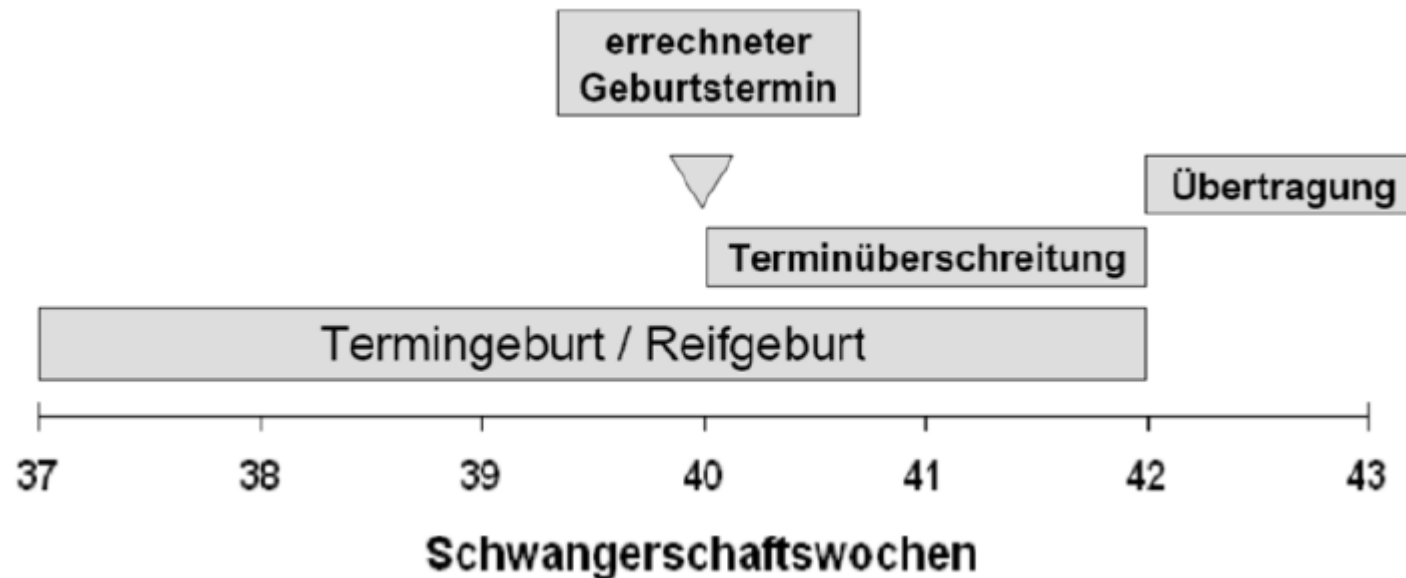 errechneter
Geburtstermin
Übertragung
Terminüberschreitung
Termingeburt / Reifgeburt
37 38 39 40 41 42 43
Schwangerschaftswochen